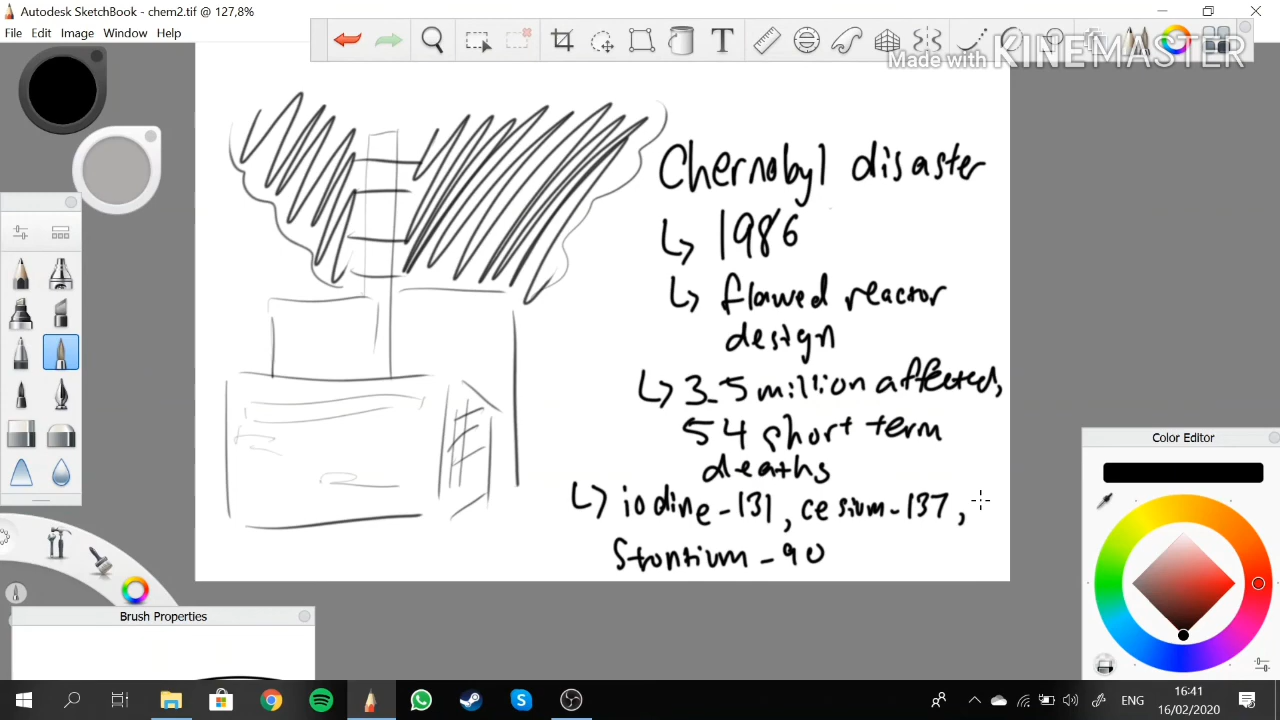 Autodesk SketchBook - chem2.tif @ 127,8%
File Edit Image Window Help
Made with KINEMASTER
Chernobyl disaster
↳ 1986
↳ flawed reactor
design
↳ 3.5 million affected,
54 short term
deaths
↳ iodine-131, cesium-137,
Strontium-90
Color Editor
Brush Properties
ENG
16:41
16/02/2020